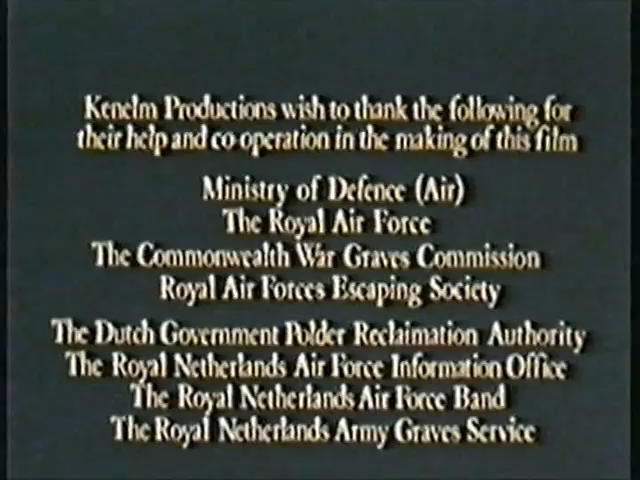 Kenelm Productions wish to thank the following for
their help and co-operation in the making of this film
Ministry of Defence (Air)
The Royal Air Force
The Commonwealth War Graves Commission
Royal Air Forces Escaping Society
The Dutch Government Polder Reclaimation Authority
The Royal Netherlands Air Force Information Office
The Royal Netherlands Air Force Band
The Royal Netherlands Army Graves Service